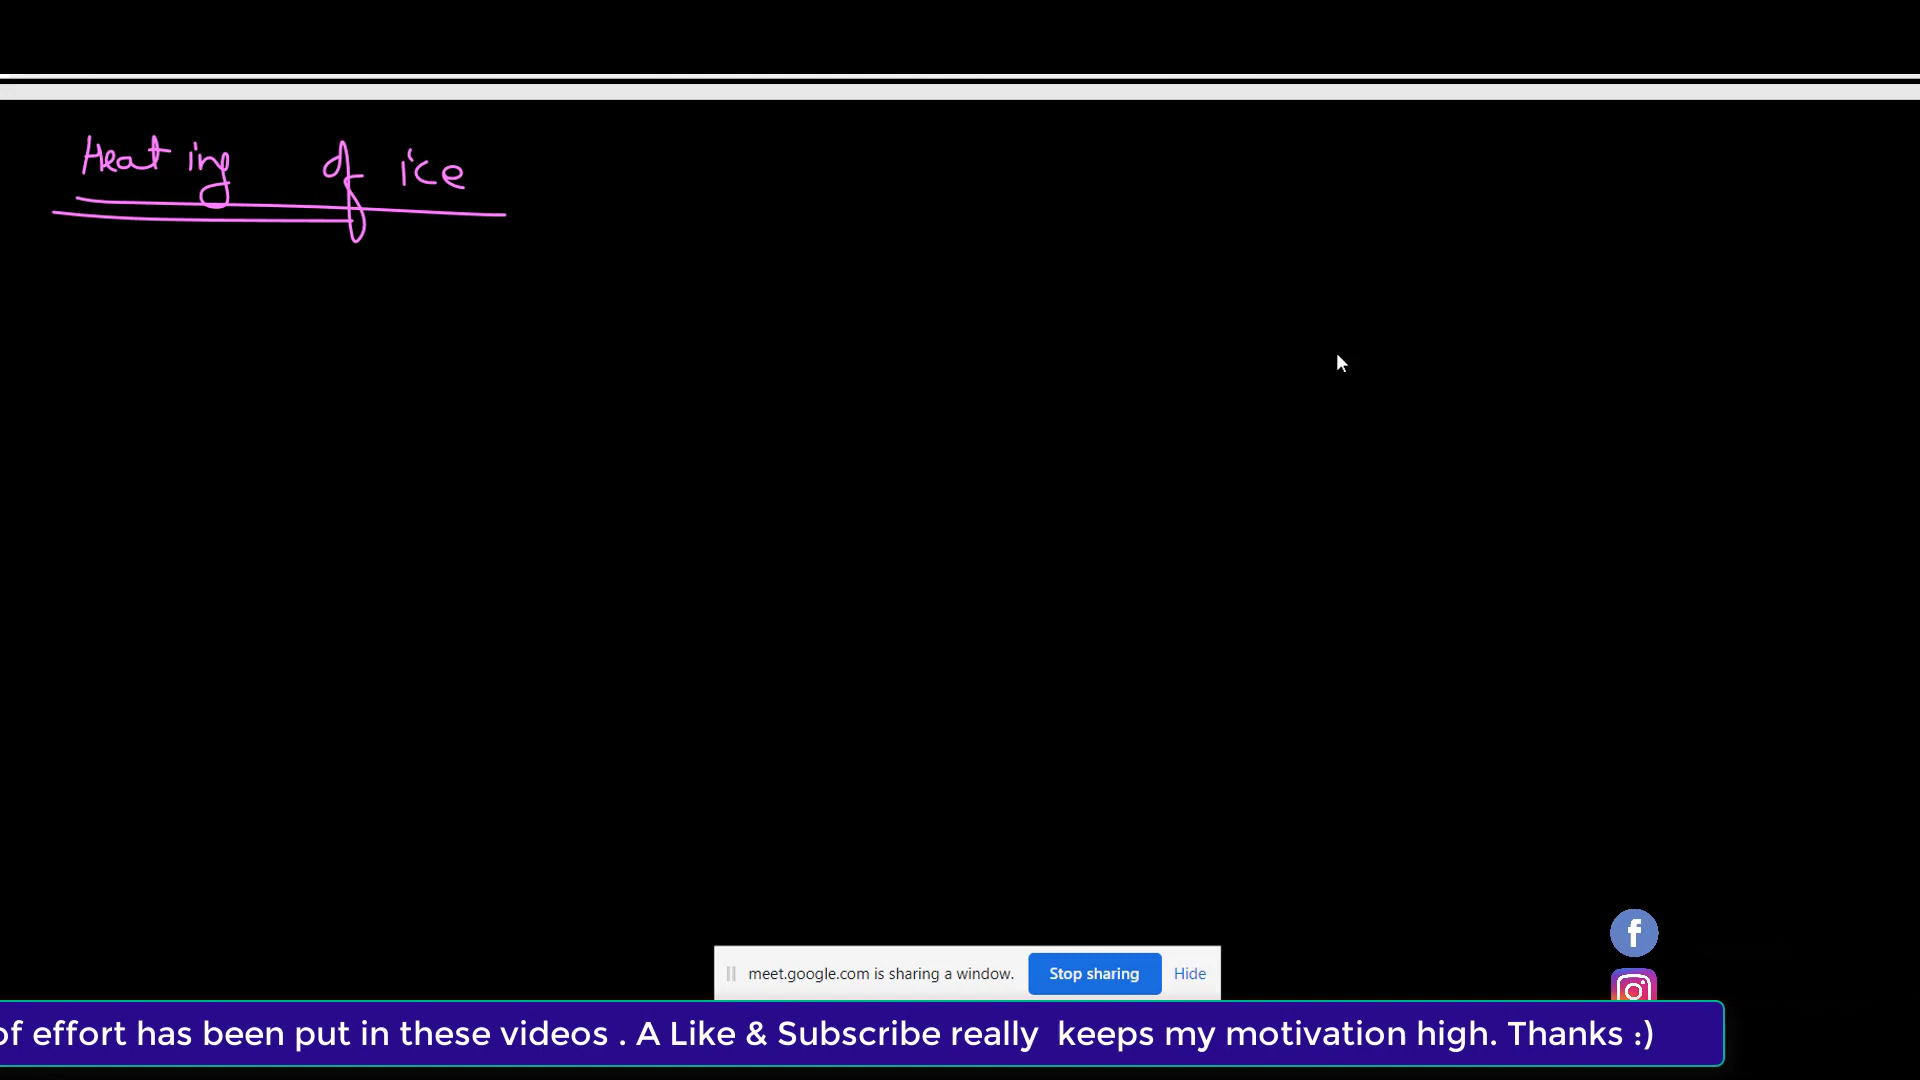 Heating of ice
meet.google.com is sharing a window. Stop sharing Hide
of effort has been put in these videos . A Like & Subscribe really keeps my motivation high. Thanks :)